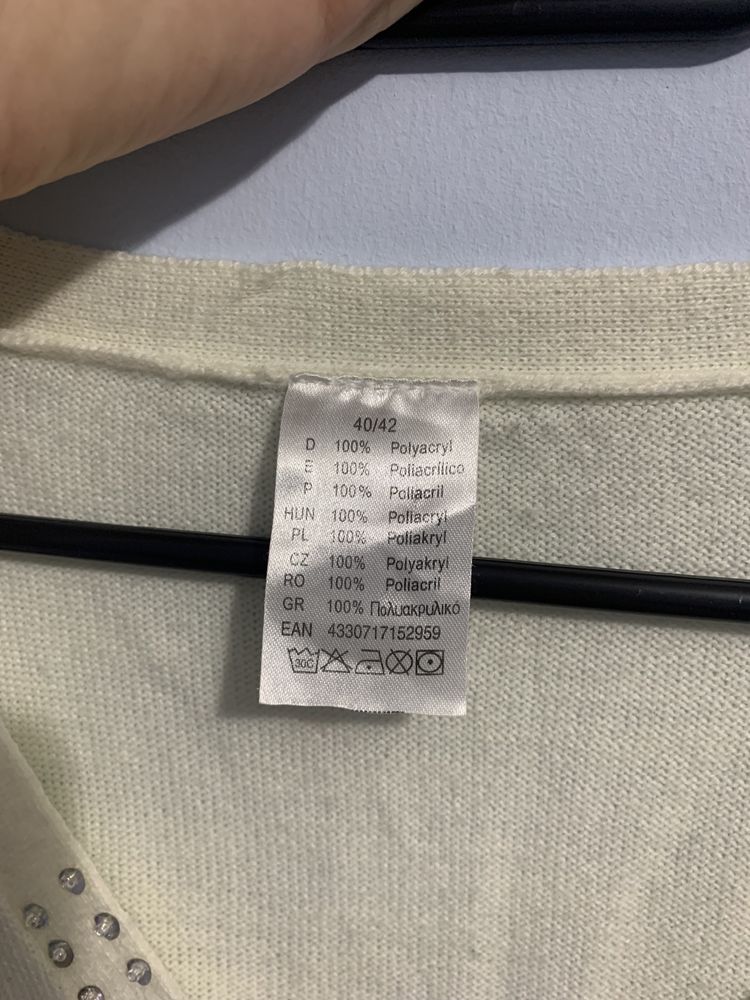 40/42
D 100% Polyacryl
E 100% Poliacrílico
P 100% Poliacril
HUN 100% Poliacryl
PL 100% Poliakryl
CZ 100% Polyakryl
RO 100% Poliacril
GR 100% Πολυακρυλικό
EAN 4330717152959
30C